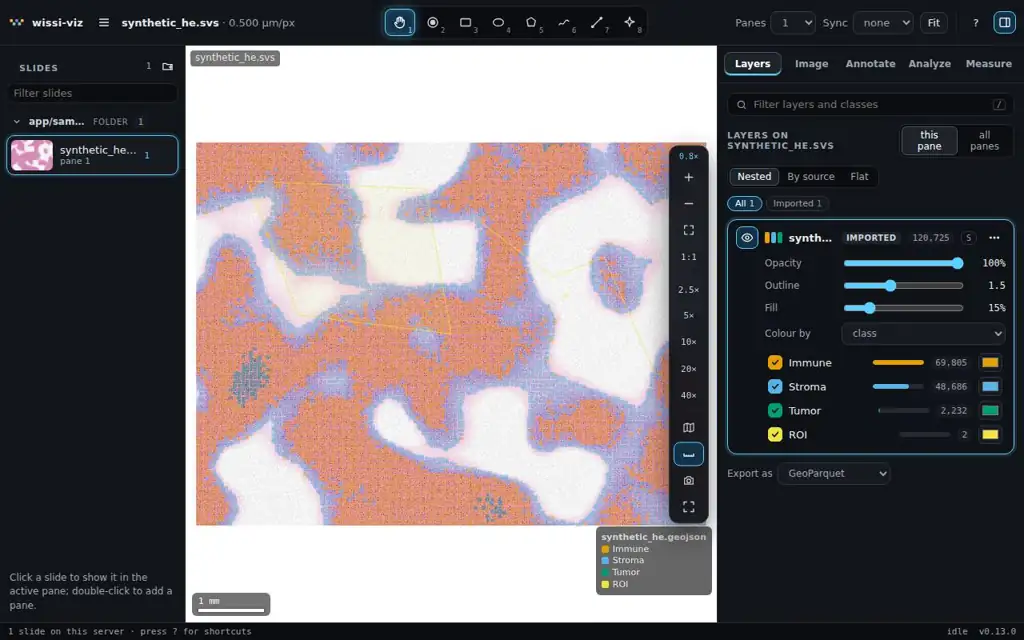 wissi-viz
synthetic_he.svs · 0.500 µm/px
1 2 3 4 5 6 7 8
Panes 1 Sync none Fit ?
SLIDES 1
Filter slides
app/sam... FOLDER 1
synthetic_he...
pane 1
1
Click a slide to show it in the
active pane; double-click to add a
pane.
synthetic_he.svs
0.8×
+
−
1:1
2.5×
5×
10×
20×
40×
synthetic_he.geojson
Immune
Stroma
Tumor
ROI
1 mm
Layers Image Annotate Analyze Measure
Filter layers and classes /
LAYERS ON
SYNTHETIC_HE.SVS
this
pane
all
panes
Nested By source Flat
All 1 Imported 1
synth... IMPORTED 120,725 S
Opacity 100%
Outline 1.5
Fill 15%
Colour by class
Immune 69,805
Stroma 48,686
Tumor 2,232
ROI 2
Export as GeoParquet
1 slide on this server · press ? for shortcuts
idle v0.13.0